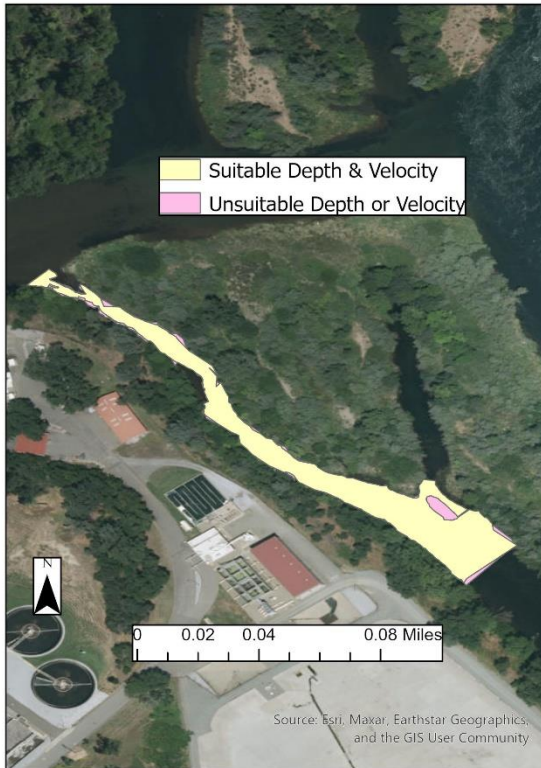 Suitable Depth & Velocity
Unsuitable Depth or Velocity
N
0 0.02 0.04 0.08 Miles
Source: Esri, Maxar, Earthstar Geographics,
and the GIS User Community